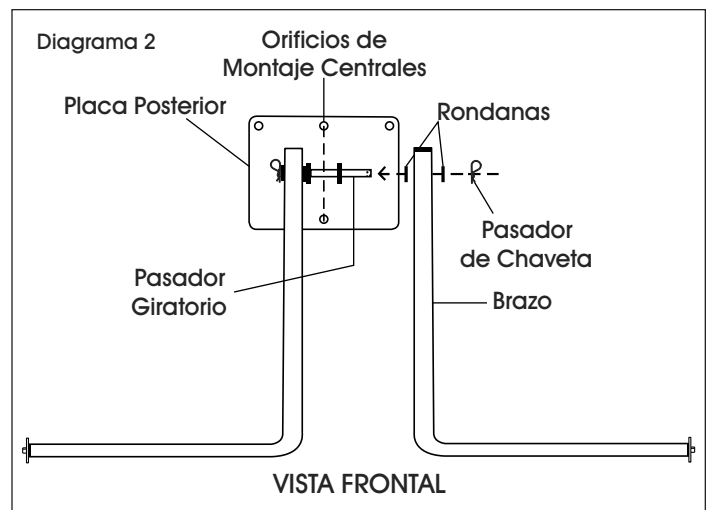 Diagrama 2
Orificios de
Montaje Centrales
Placa Posterior
Rondanas
Pasador
de Chaveta
Pasador
Giratorio
Brazo
VISTA FRONTAL